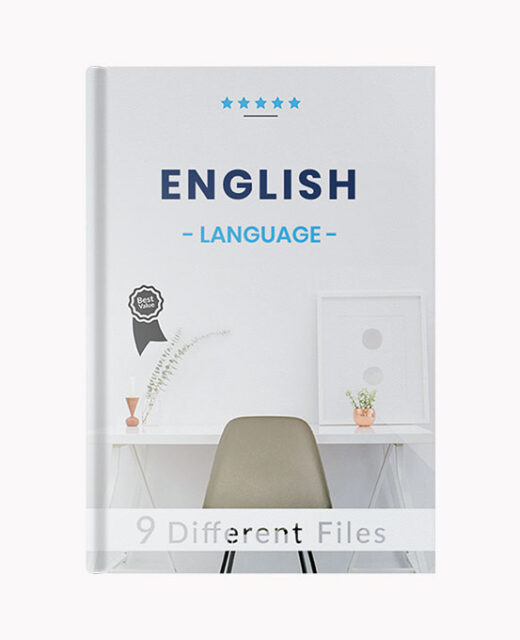 ENGLISH
- LANGUAGE -
Best
Value
9 Different Files